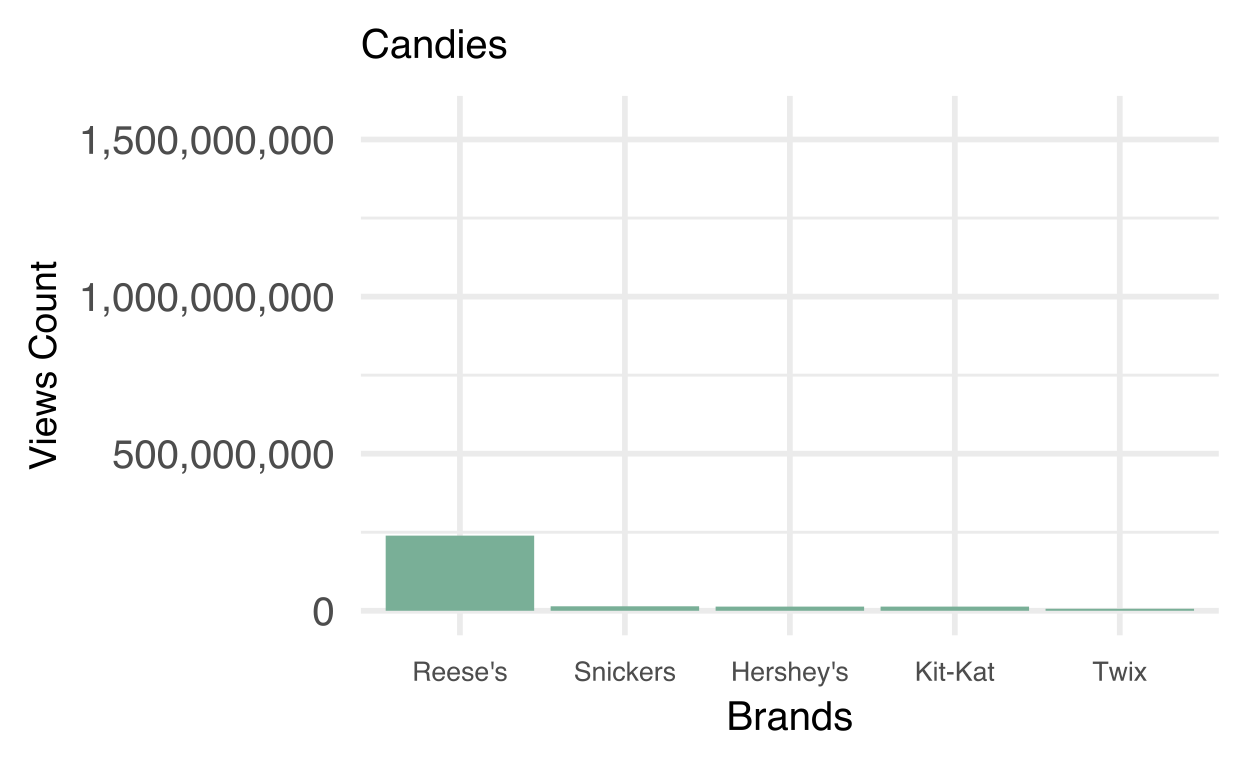 Candies
Views Count
1,500,000,000
1,000,000,000
500,000,000
0
Reese's Snickers Hershey's Kit-Kat Twix
Brands